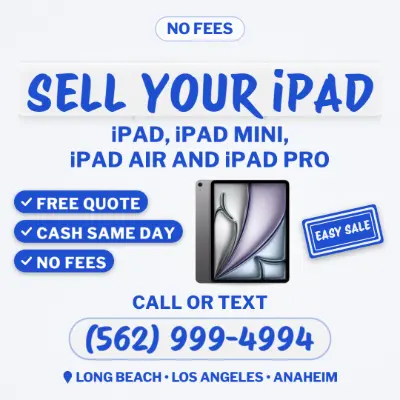 NO FEES
SELL YOUR iPAD
iPAD, iPAD MINI,
iPAD AIR AND iPAD PRO
FREE QUOTE
CASH SAME DAY
NO FEES
EASY SALE
CALL OR TEXT
(562) 999-4994
LONG BEACH • LOS ANGELES • ANAHEIM